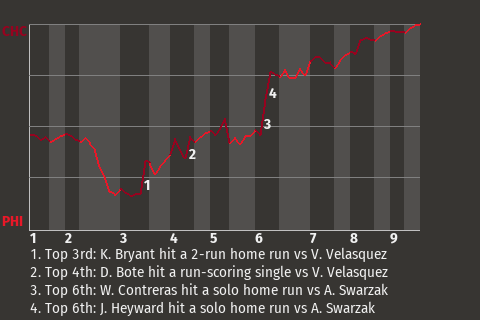 CHC
1
2
3
4
PHI
1 2 3 4 5 6 7 8 9
1. Top 3rd: K. Bryant hit a 2-run home run vs V. Velasquez
2. Top 4th: D. Bote hit a run-scoring single vs V. Velasquez
3. Top 6th: W. Contreras hit a solo home run vs A. Swarzak
4. Top 6th: J. Heyward hit a solo home run vs A. Swarzak